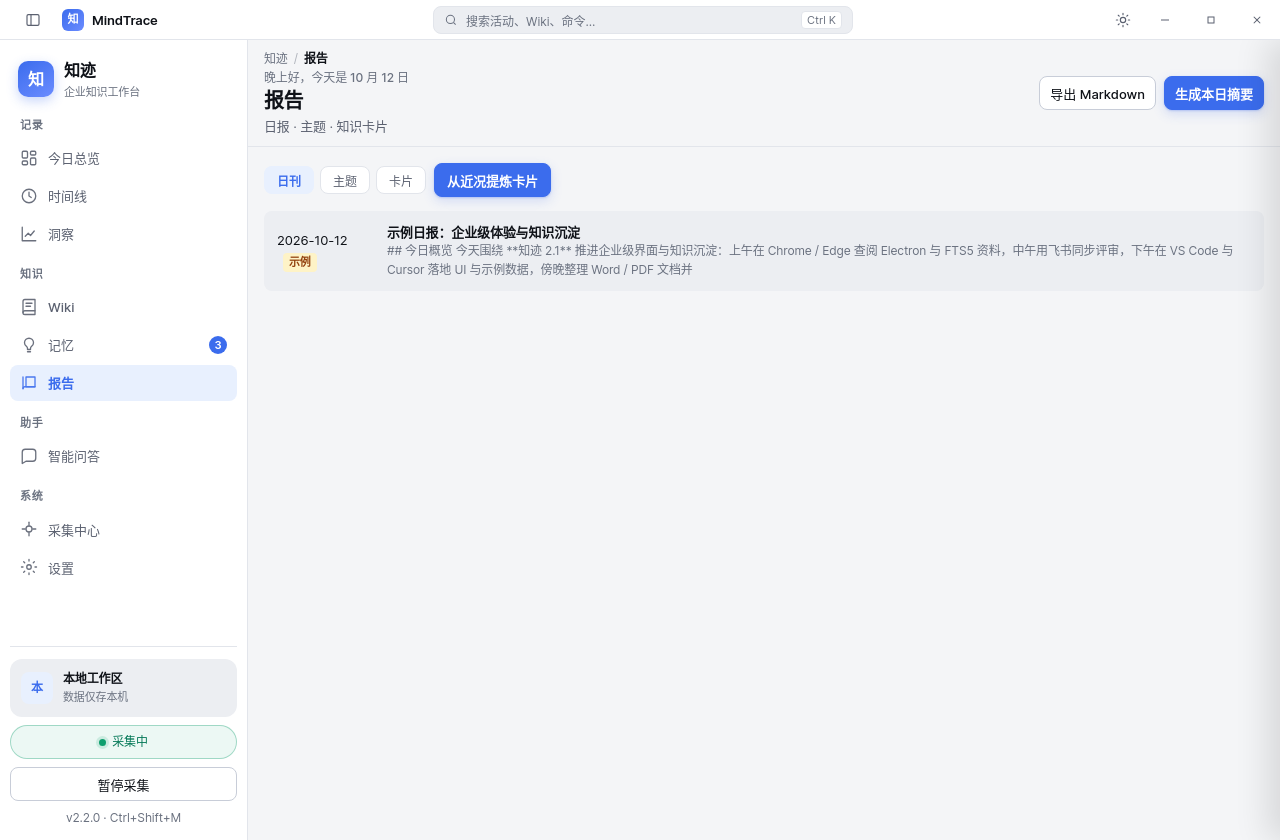 知 MindTrace
搜索活动、Wiki、命令... Ctrl K
知 知迹
企业知识工作台
记录
今日总览
时间线
洞察
知识
Wiki
记忆 3
报告
助手
智能问答
系统
采集中心
设置
本 本地工作区
数据仅存本机
采集中
暂停采集
v2.2.0 · Ctrl+Shift+M
知迹 / 报告
晚上好，今天是 10 月 12 日
报告
日报 · 主题 · 知识卡片
导出 Markdown 生成本日摘要
日刊 主题 卡片 从近况提炼卡片
2026-10-12
示例
示例日报：企业级体验与知识沉淀
## 今日概览 今天围绕 **知迹 2.1** 推进企业级界面与知识沉淀：上午在 Chrome / Edge 查阅 Electron 与 FTS5 资料，中午用飞书同步评审，下午在 VS Code 与
Cursor 落地 UI 与示例数据，傍晚整理 Word / PDF 文档并